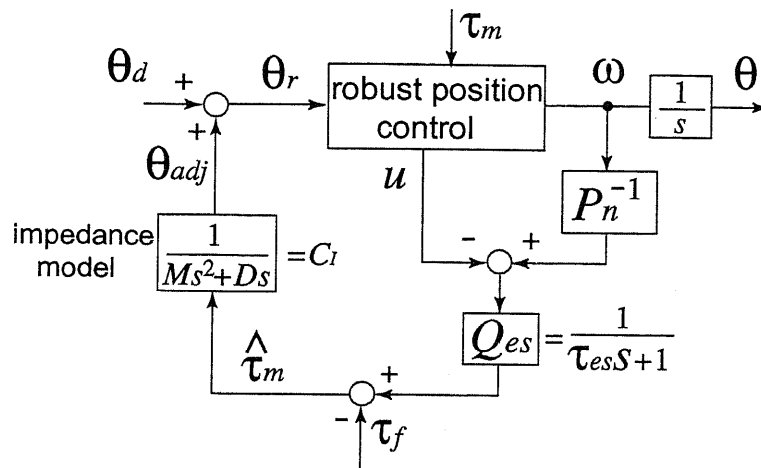 τm
θd
+
+
θr
robust position
control
ω
1
s
θ
θadj
u
Pn^-1
impedance
model
1
Ms²+Ds
=CI
-
+
Qes
=
1
τess+1
τ̂m
+
-
τf